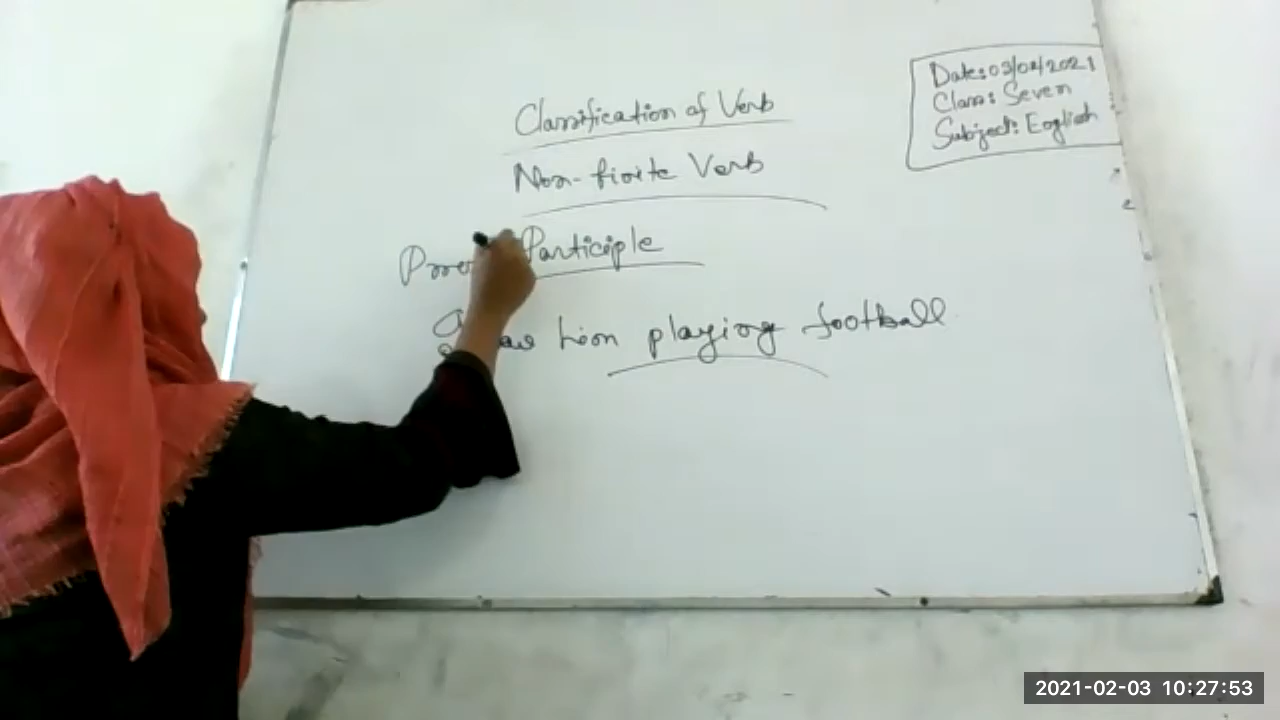 Date: 03/02/2021
Class: Seven
Subject: English
Classification of Verb
Non-finite Verb
Participle
him playing football
2021-02-03 10:27:53